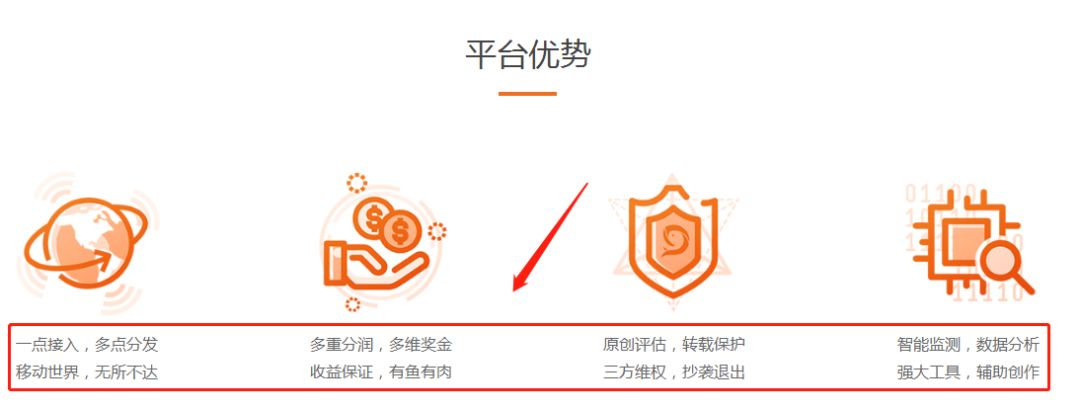 平台优势
一点接入，多点分发
移动世界，无所不达
多重分润，多维奖金
收益保证，有鱼有肉
原创评估，转载保护
三方维权，抄袭退出
01100
智能监测，数据分析
强大工具，辅助创作